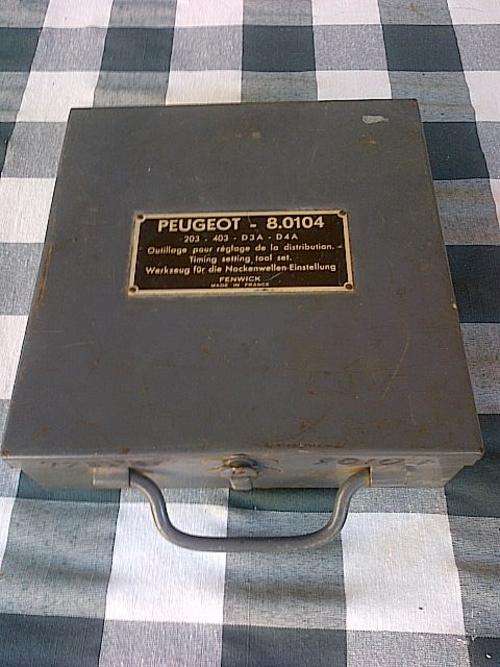 PEUGEOT - 8.0104
203 - 403 - D3A - D4A
Outillage pour réglage de la distribution.
Timing setting tool set.
Werkzeug für die Nockenwellen-Einstellung
FENWICK
MADE IN FRANCE